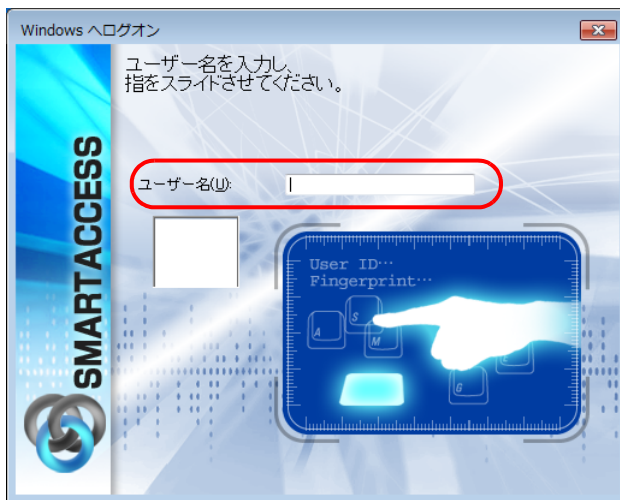 Windows へログオン
ユーザー名を入力し、
指をスライドさせてください。
SMARTACCESS
ユーザー名(U):
User ID…
Fingerprint…
S
A
M
G